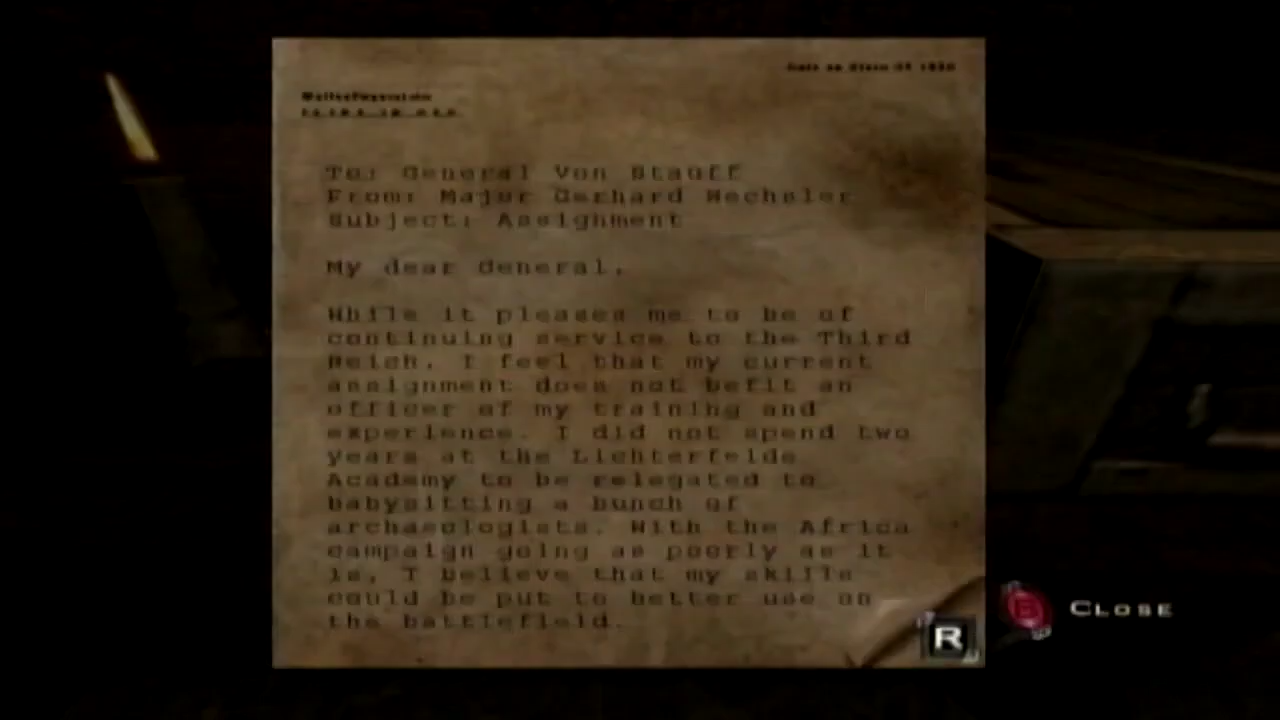 To: General Von Stauff
From: Major Gerhard Wechsler
Subject: Assignment
My dear General,
While it pleases me to be of
continuing service to the Third
Reich, I feel that my current
assignment does not befit an
officer of my training and
experience. I did not spend two
years at the Lichterfelde
Academy to be relegated to
babysitting a bunch of
archaeologists. With the Africa
campaign going as poorly as it
is, I believe that my skills
could be put to better use on
the battlefield.
R
B CLOSE